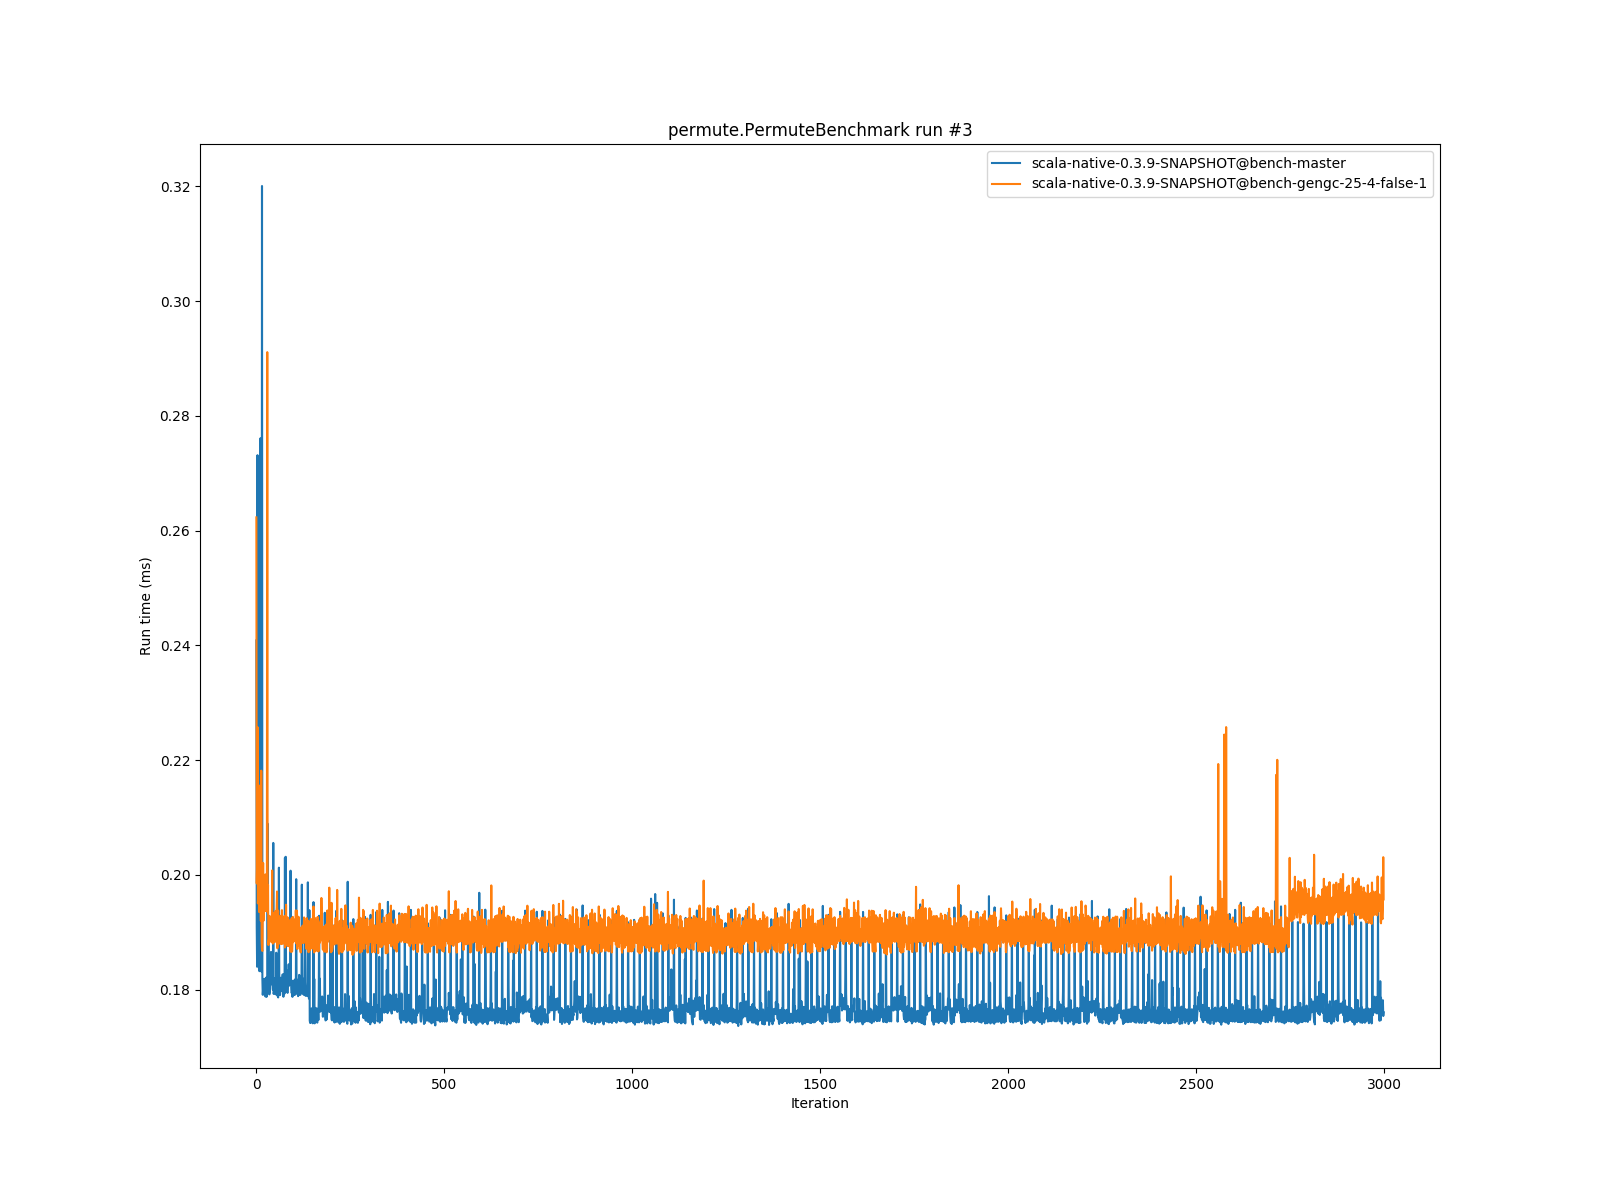 permute.PermuteBenchmark run #3
scala-native-0.3.9-SNAPSHOT@bench-master
scala-native-0.3.9-SNAPSHOT@bench-gengc-25-4-false-1
0.32
0.30
0.28
0.26
0.24
0.22
0.20
0.18
Run time (ms)
0 500 1000 1500 2000 2500 3000
Iteration